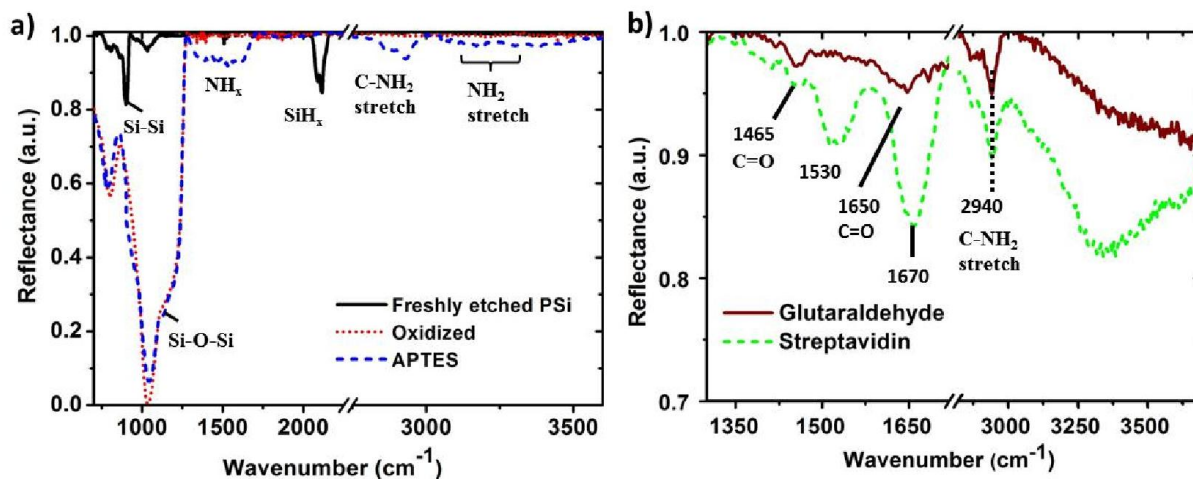 a)
Reflectance (a.u.)
1.0
0.8
0.6
0.4
0.2
0.0
Si-Si
NHx
SiHx
C-NH2
stretch
NH2
stretch
Si-O-Si
Freshly etched PSi
Oxidized
APTES
1000
1500
2000
3000
3500
Wavenumber (cm-1)
b)
Reflectance (a.u.)
1.0
0.9
0.8
0.7
1465
C=O
1530
1650
C=O
1670
2940
C-NH2
stretch
Glutaraldehyde
Streptavidin
1350
1500
1650
3000
3250
3500
Wavenumber (cm-1)